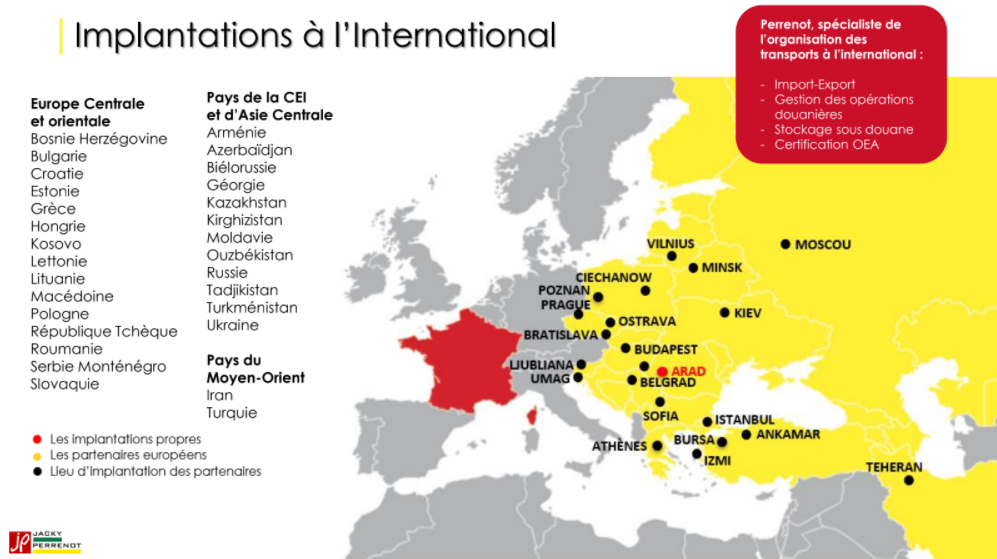 Implantations à l'International
Perrenot, spécialiste de
l'organisation des
transports à l'international :
- Import-Export
- Gestion des opérations
douanières
- Stockage sous douane
- Certification OEA
Europe Centrale
et orientale
Bosnie Herzégovine
Bulgarie
Croatie
Estonie
Grèce
Hongrie
Kosovo
Lettonie
Lituanie
Macédoine
Pologne
République Tchèque
Roumanie
Serbie Monténégro
Slovaquie
Pays de la CEI
et d'Asie Centrale
Arménie
Azerbaïdjan
Biélorussie
Géorgie
Kazakhstan
Kirghizistan
Moldavie
Ouzbékistan
Russie
Tadjikistan
Turkménistan
Ukraine
Pays du
Moyen-Orient
Iran
Turquie
Les implantations propres
Les partenaires européens
Lieu d'implantation des partenaires
VILNIUS
MOSCOU
MINSK
CIECHANOW
POZNAN
PRAGUE
KIEV
OSTRAVA
BRATISLAVA
BUDAPEST
LJUBLIANA
ARAD
UMAG
BELGRAD
SOFIA
ISTANBUL
ANKAMAR
ATHÈNES
BURSA
IZMI
TEHERAN
JP JACKY
PERRENOT